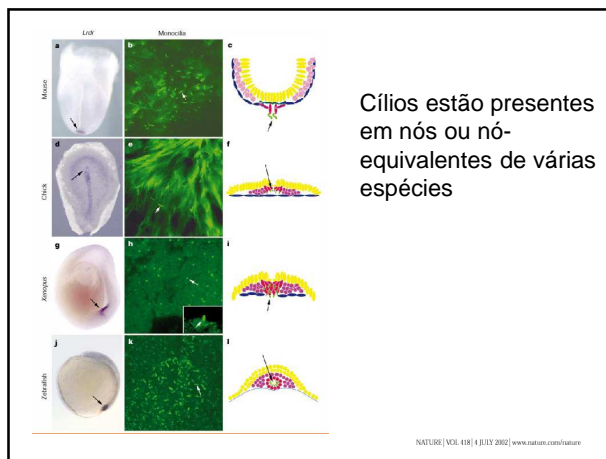 Lrdr
Monocilia
Mouse
a
b
c
Chick
d
e
f
Xenopus
g
h
i
Zebrafish
j
k
l
Cílios estão presentes
em nós ou nó-
equivalentes de várias
espécies
NATURE | VOL 418 | 4 JULY 2002 | www.nature.com/nature